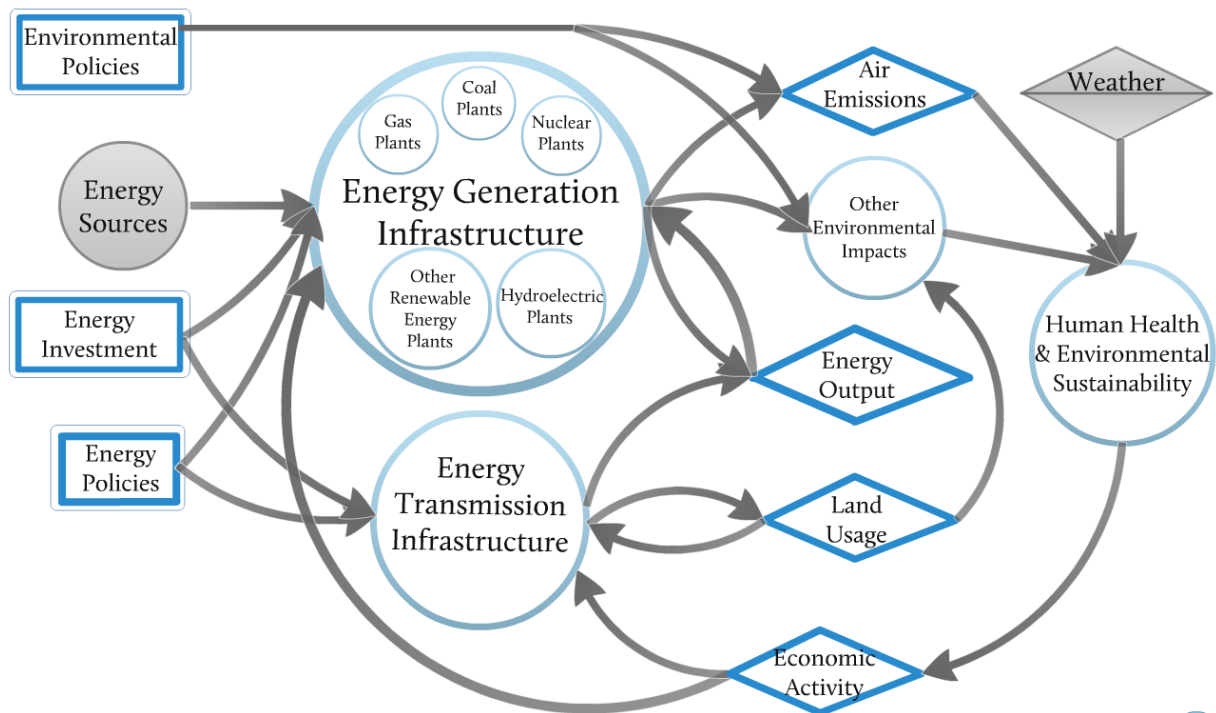 Environmental
Policies
Energy
Sources
Energy
Investment
Energy
Policies
Coal
Plants
Gas
Plants
Nuclear
Plants
Energy Generation
Infrastructure
Other
Renewable
Energy
Plants
Hydroelectric
Plants
Energy
Transmission
Infrastructure
Air
Emissions
Weather
Other
Environmental
Impacts
Energy
Output
Land
Usage
Economic
Activity
Human Health
& Environmental
Sustainability